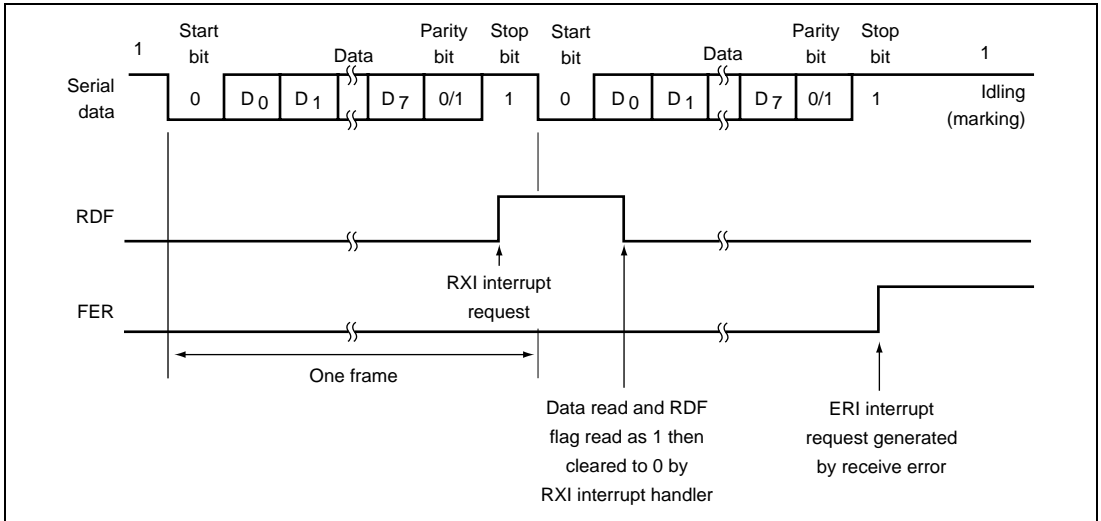 Start Parity Stop Start Parity Stop
1 bit Data bit bit bit Data bit bit 1
Serial data 0 D0 D1 D7 0/1 1 0 D0 D1 D7 0/1 1 Idling (marking)
RDF
RXI interrupt
request
FER
One frame
Data read and RDF
flag read as 1 then
cleared to 0 by
RXI interrupt handler
ERI interrupt
request generated
by receive error